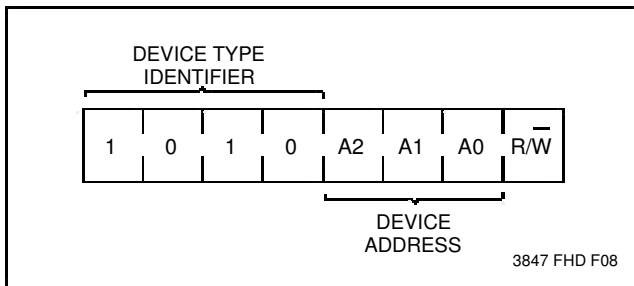 DEVICE TYPE
IDENTIFIER
1 0 1 0 A2 A1 A0 R/W̅
DEVICE
ADDRESS
3847 FHD F08